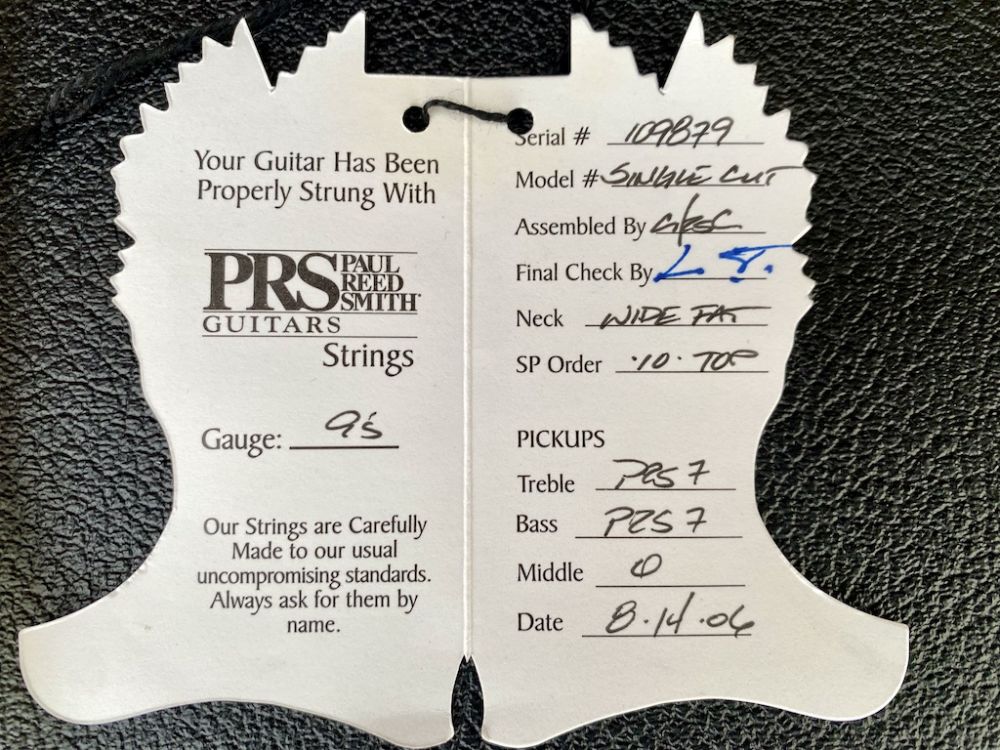 Your Guitar Has Been
Properly Strung With
PRS PAUL
REED
SMITH
GUITARS
Strings
Gauge: 9's
Our Strings are Carefully
Made to our usual
uncompromising standards.
Always ask for them by
name.
Serial # 109879
Model # SINGLE CUT
Assembled By
Final Check By L. T.
Neck WIDE FAT
SP Order ·10· TOP
PICKUPS
Treble PRS 7
Bass PRS 7
Middle 0
Date 8·14·06